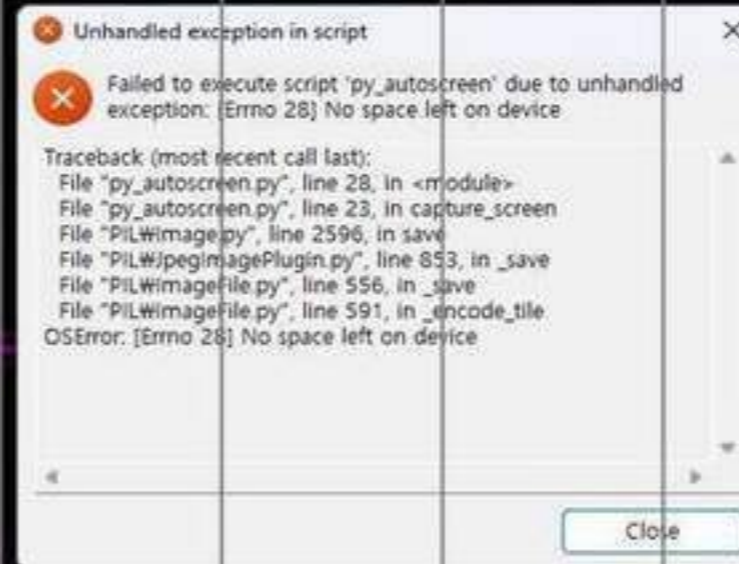 Unhandled exception in script
Failed to execute script 'py_autoscreen' due to unhandled
exception: [Errno 28] No space left on device
Traceback (most recent call last):
File "py_autoscreen.py", line 28, in <module>
File "py_autoscreen.py", line 23, in capture_screen
File "PIL₩Image.py", line 2596, in save
File "PIL₩JpegImagePlugin.py", line 853, in _save
File "PIL₩ImageFile.py", line 556, in _save
File "PIL₩ImageFile.py", line 591, in _encode_tile
OSError: [Errno 28] No space left on device
Close